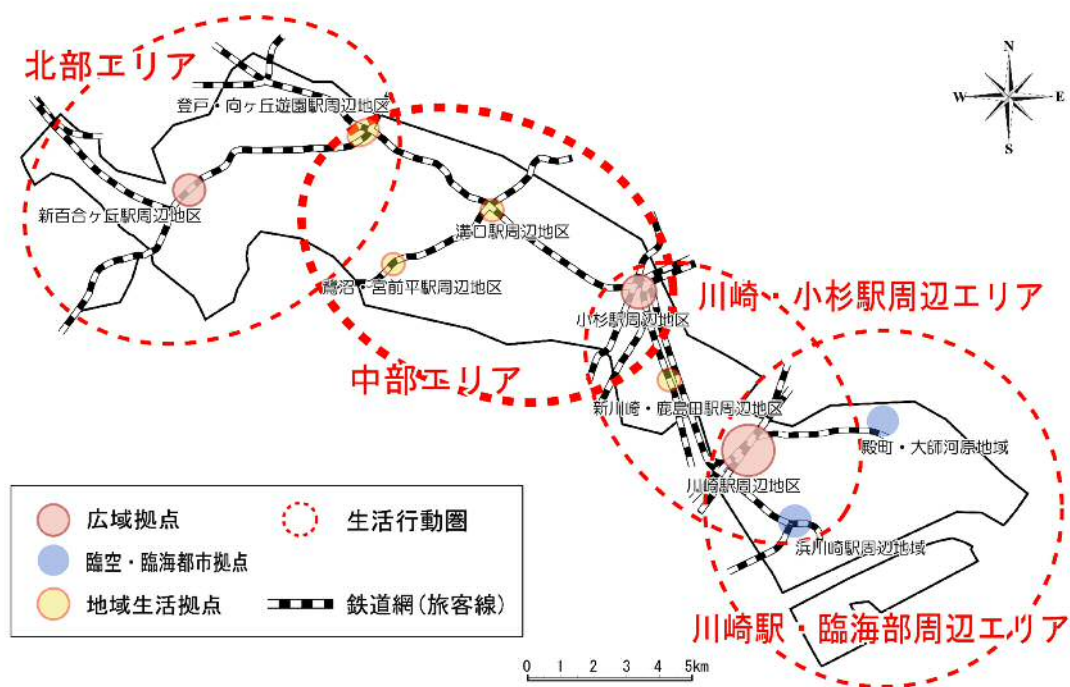 北部エリア
登戸・向ヶ丘遊園駅周辺地区
N
W
E
S
新百合ヶ丘駅周辺地区
溝口駅周辺地区
鷺沼・宮前平駅周辺地区
川崎・小杉駅周辺エリア
小杉駅周辺地区
中部エリア
新川崎・鹿島田駅周辺地区
殿町・大師河原地域
川崎駅周辺地区
浜川崎駅周辺地域
川崎駅・臨海部周辺エリア
広域拠点
生活行動圏
臨空・臨海都市拠点
地域生活拠点
鉄道網(旅客線)
0 1 2 3 4 5km